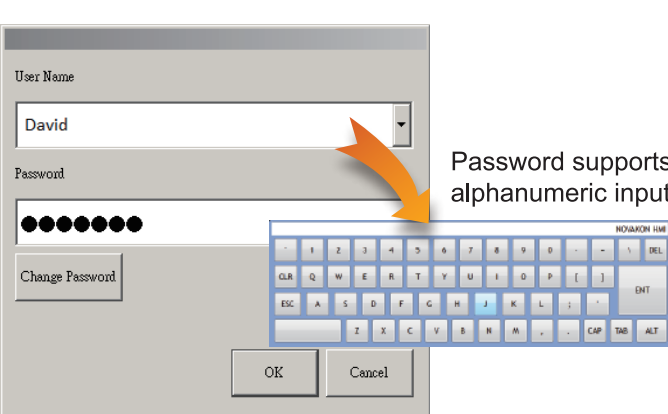 User Name
David
Password
Password supports
alphanumeric input
NOVAKON HMI
` 1 2 3 4 5 6 7 8 9 0 - \ DEL
Change Password
CLR Q W E R T Y U I O P [ ]
ENT
ESC A S D F G H J K L ; '
Z X C V B N M , . CAP TAB ALT
OK Cancel